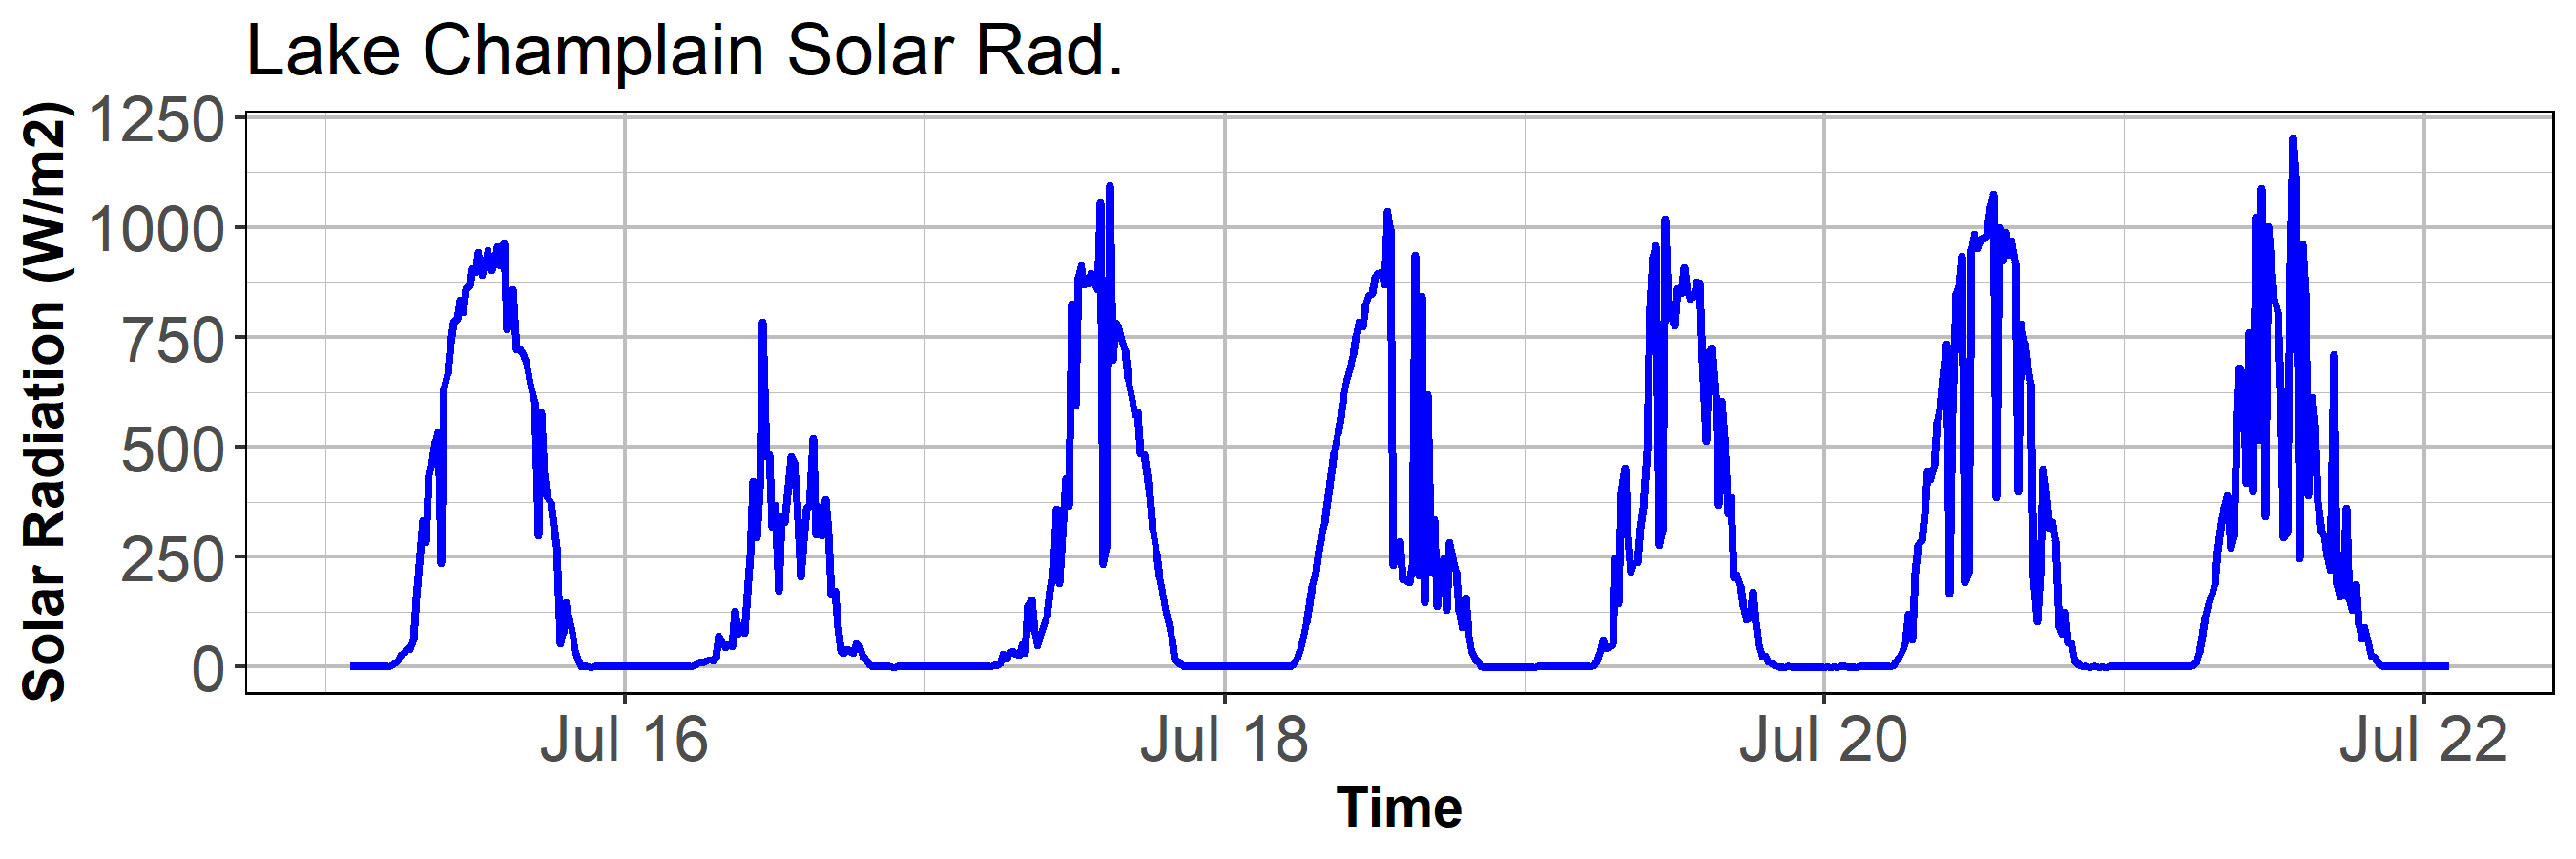 Lake Champlain Solar Rad.
Solar Radiation (W/m2)
1250
1000
750
500
250
0
Jul 16
Jul 18
Jul 20
Jul 22
Time